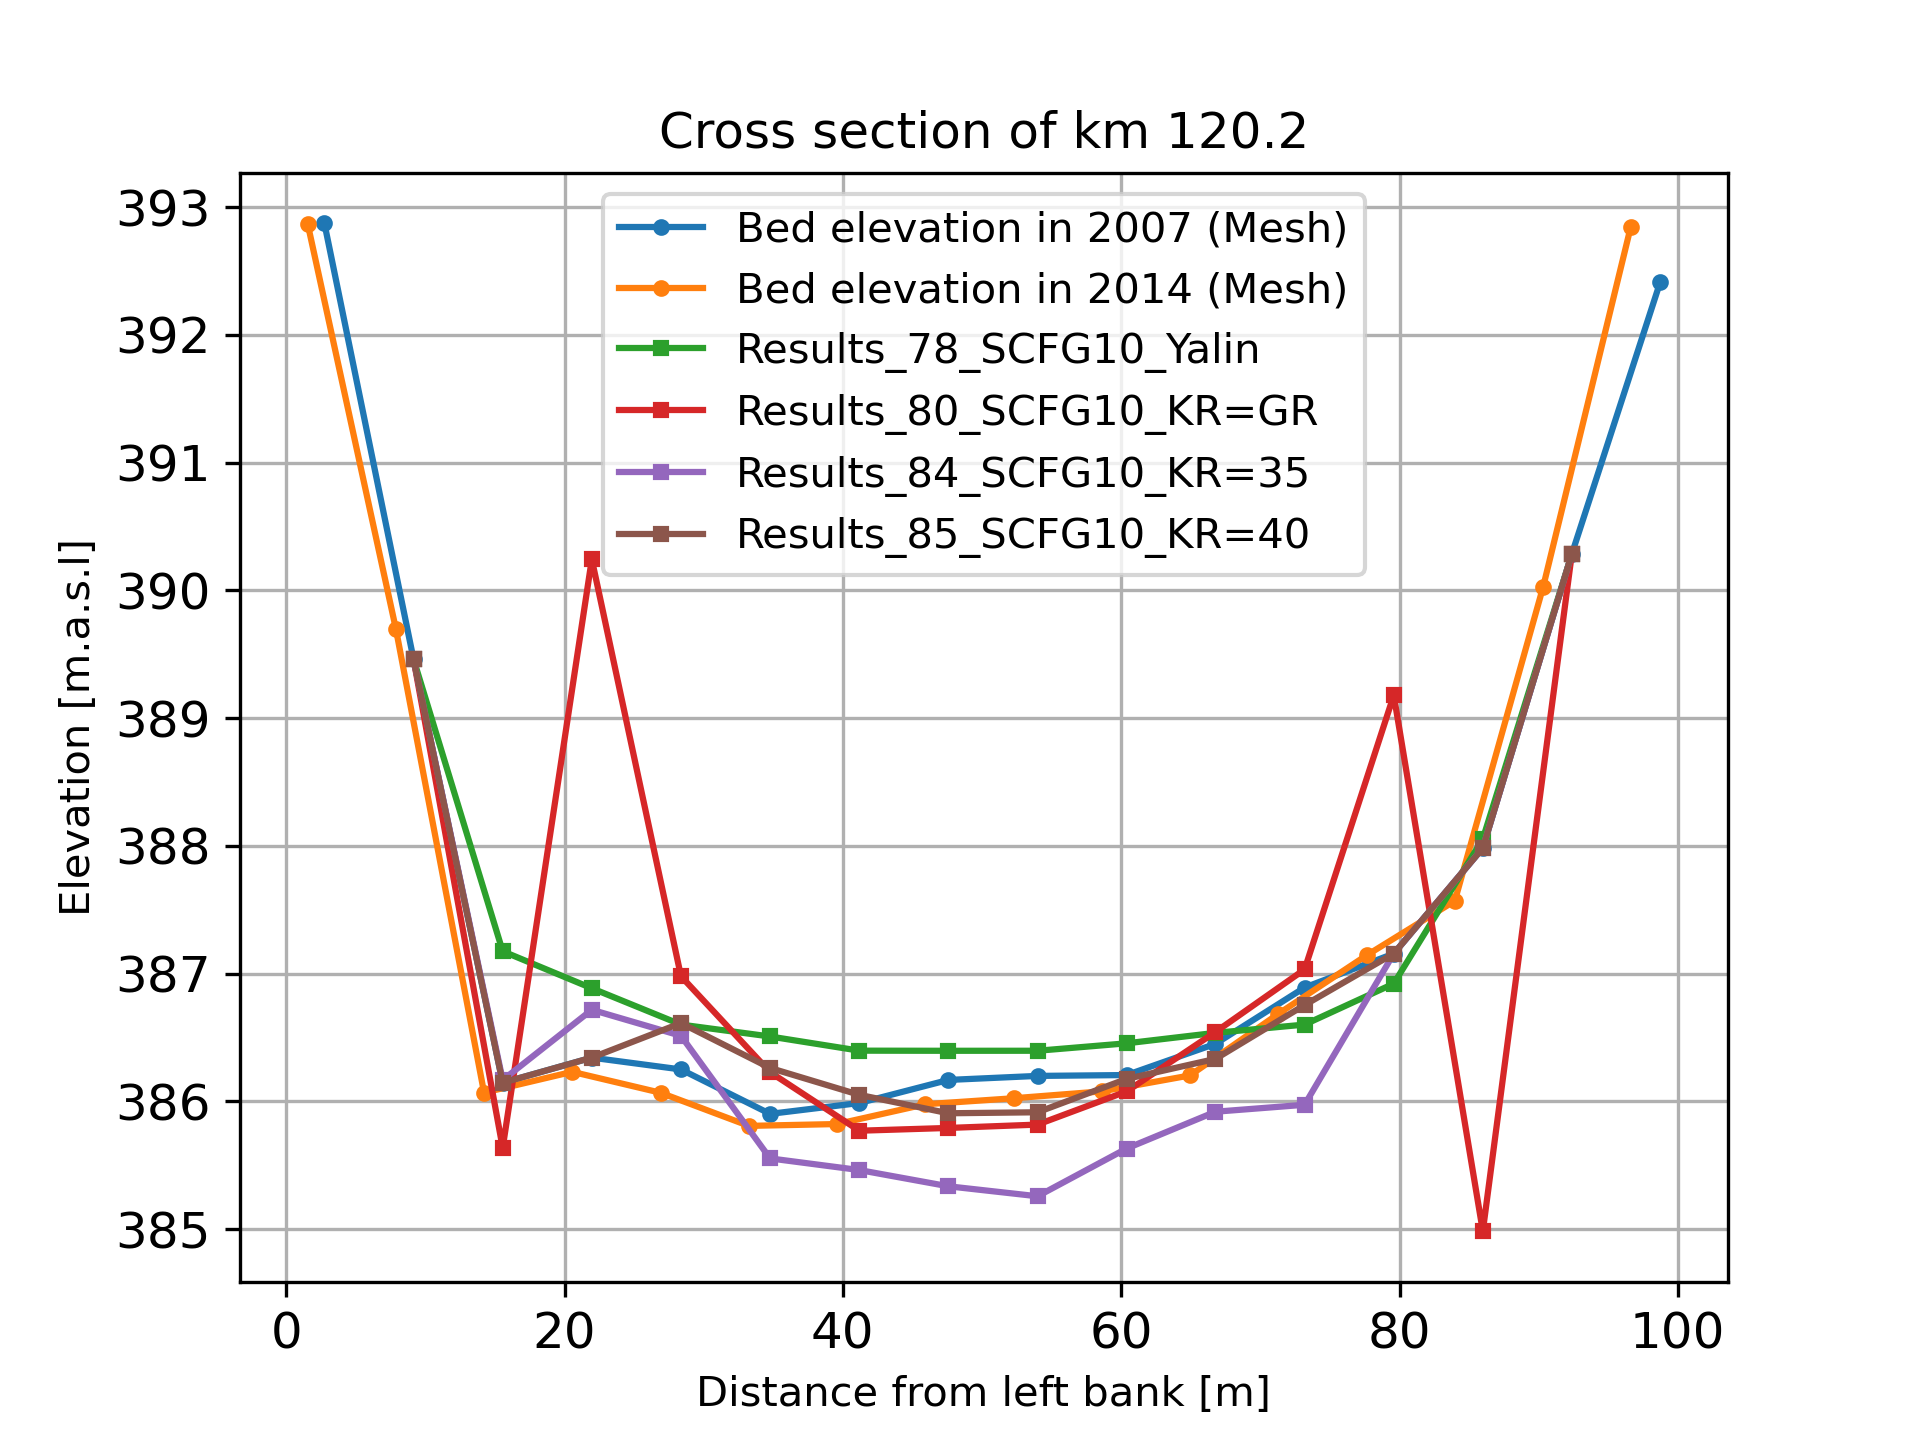 Cross section of km 120.2
Bed elevation in 2007 (Mesh)
Bed elevation in 2014 (Mesh)
Results_78_SCFG10_Yalin
Results_80_SCFG10_KR=GR
Results_84_SCFG10_KR=35
Results_85_SCFG10_KR=40
393
392
391
390
389
388
387
386
385
Elevation [m.a.s.l]
0 20 40 60 80 100
Distance from left bank [m]